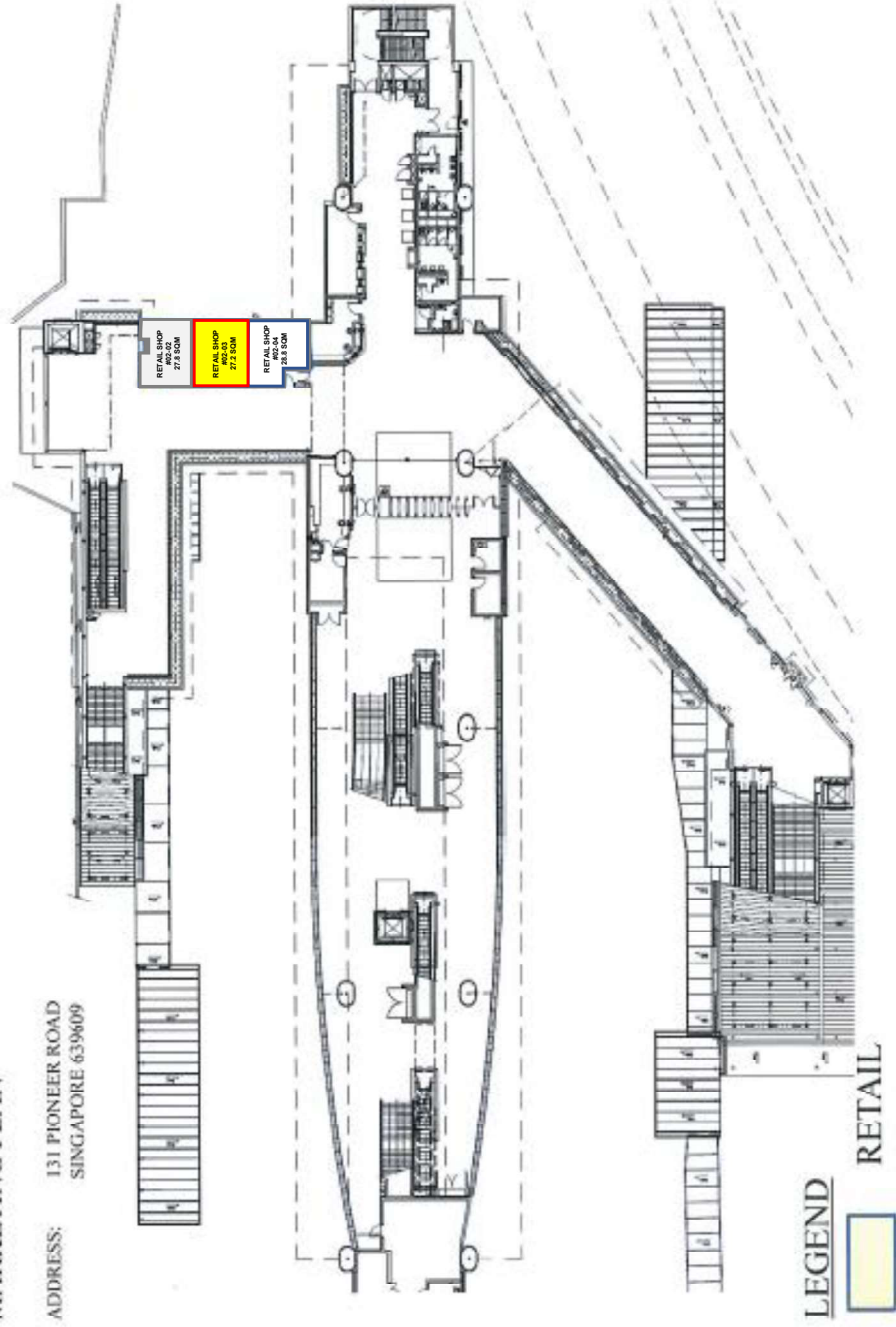 ADDRESS:
131 PIONEER ROAD
SINGAPORE 639609
RETAIL SHOP
#02-02
27.8 SQM
RETAIL SHOP
#02-03
27.2 SQM
RETAIL SHOP
#02-04
28.8 SQM
LEGEND
RETAIL